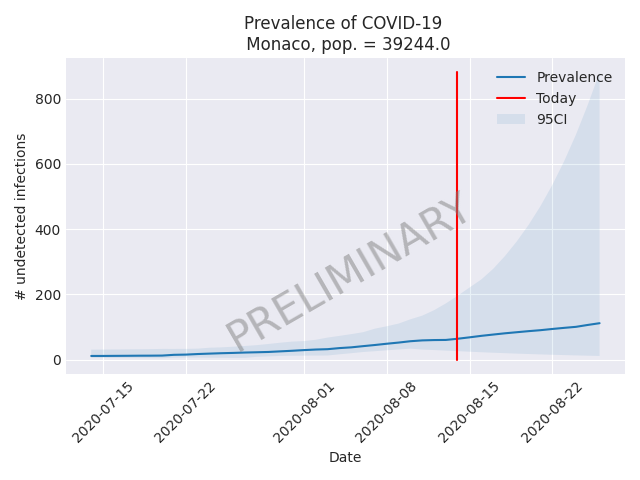 Prevalence of COVID-19
Monaco, pop. = 39244.0
Prevalence
Today
95CI
800
600
400
200
0
# undetected infections
PRELIMINARY
2020-07-15
2020-07-22
2020-08-01
2020-08-08
2020-08-15
2020-08-22
Date